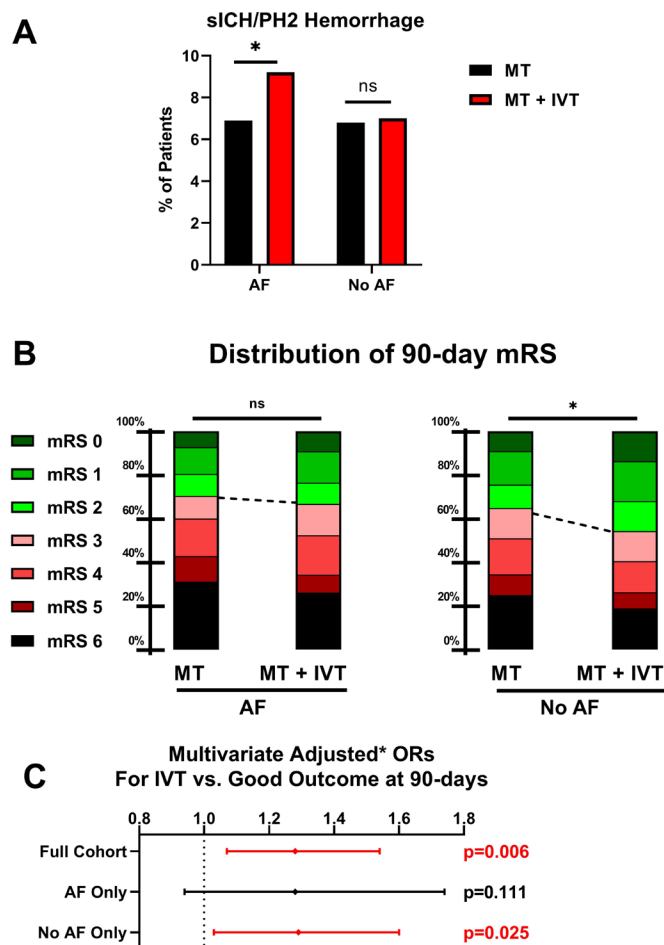 A
sICH/PH2 Hemorrhage
% of Patients
10
8
6
4
2
0
*
ns
AF
No AF
MT
MT + IVT
B
Distribution of 90-day mRS
mRS 0
mRS 1
mRS 2
mRS 3
mRS 4
mRS 5
mRS 6
ns
100%
80%
60%
40%
20%
0%
MT
MT + IVT
AF
*
100%
80%
60%
40%
20%
0%
MT
MT + IVT
No AF
C
Multivariate Adjusted* ORs
For IVT vs. Good Outcome at 90-days
0.8 1.0 1.2 1.4 1.6 1.8
Full Cohort p=0.006
AF Only p=0.111
No AF Only p=0.025